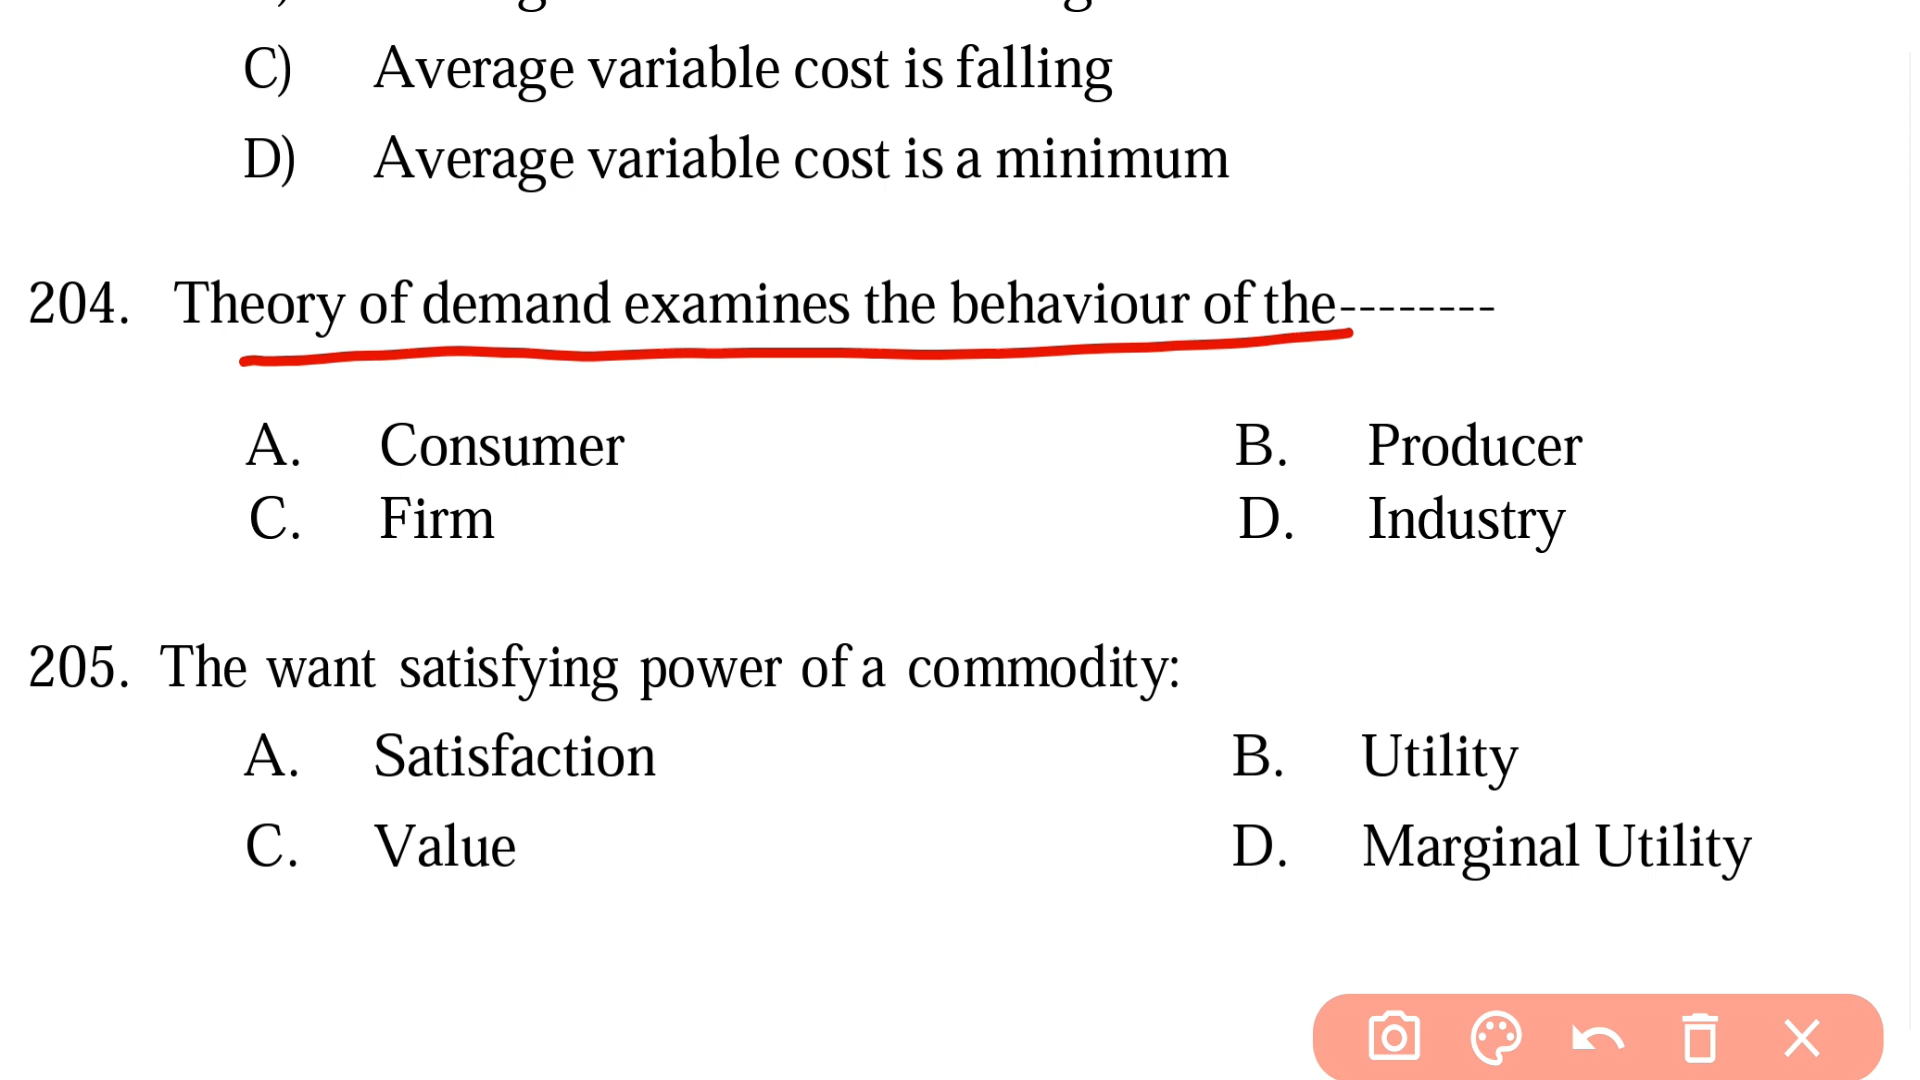 C) Average variable cost is falling
D) Average variable cost is a minimum
204. Theory of demand examines the behaviour of the--------
A. Consumer B. Producer
C. Firm D. Industry
205. The want satisfying power of a commodity:
A. Satisfaction B. Utility
C. Value D. Marginal Utility